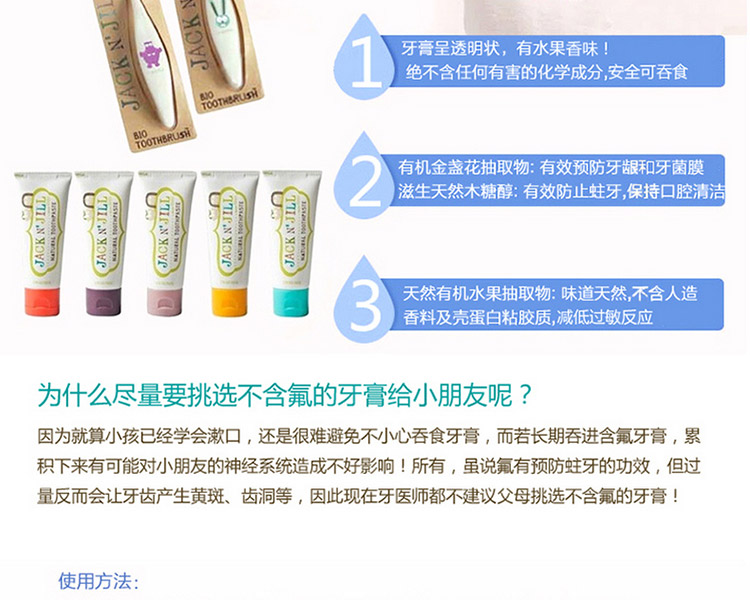 JACK N' JILL
BIO
TOOTHBRUSH
JACK N' JILL
BIO
TOOTHBRUSH
1
牙膏呈透明状，有水果香味！
绝不含任何有害的化学成分,安全可吞食
2
有机金盏花抽取物: 有效预防牙龈和牙菌膜
滋生天然木糖醇: 有效防止蛀牙,保持口腔清洁
JACK N' JILL
NATURAL TOOTHPASTE
JACK N' JILL
NATURAL TOOTHPASTE
JACK N' JILL
NATURAL TOOTHPASTE
JACK N' JILL
NATURAL TOOTHPASTE
JACK N' JILL
NATURAL TOOTHPASTE
3
天然有机水果抽取物: 味道天然,不含人造
香料及壳蛋白粘胶质,减低过敏反应
为什么尽量要挑选不含氟的牙膏给小朋友呢？
因为就算小孩已经学会漱口，还是很难避免不小心吞食牙膏，而若长期吞进含氟牙膏，累
积下来有可能对小朋友的神经系统造成不好影响！所有，虽说氟有预防蛀牙的功效，但过
量反而会让牙齿产生黄斑、齿洞等，因此现在牙医师都不建议父母挑选不含氟的牙膏！
使用方法：